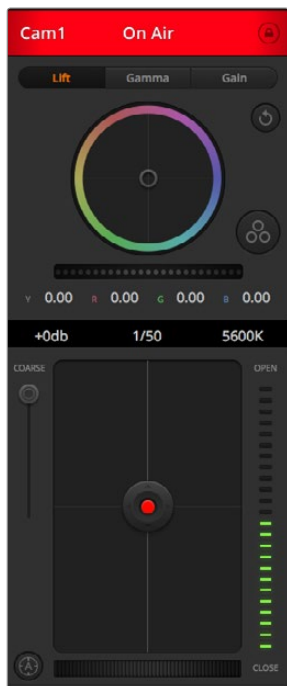 Cam1 On Air
Lift Gamma Gain
Y 0.00 R 0.00 G 0.00 B 0.00
+0db 1/50 5600K
COARSE OPEN
A CLOSE